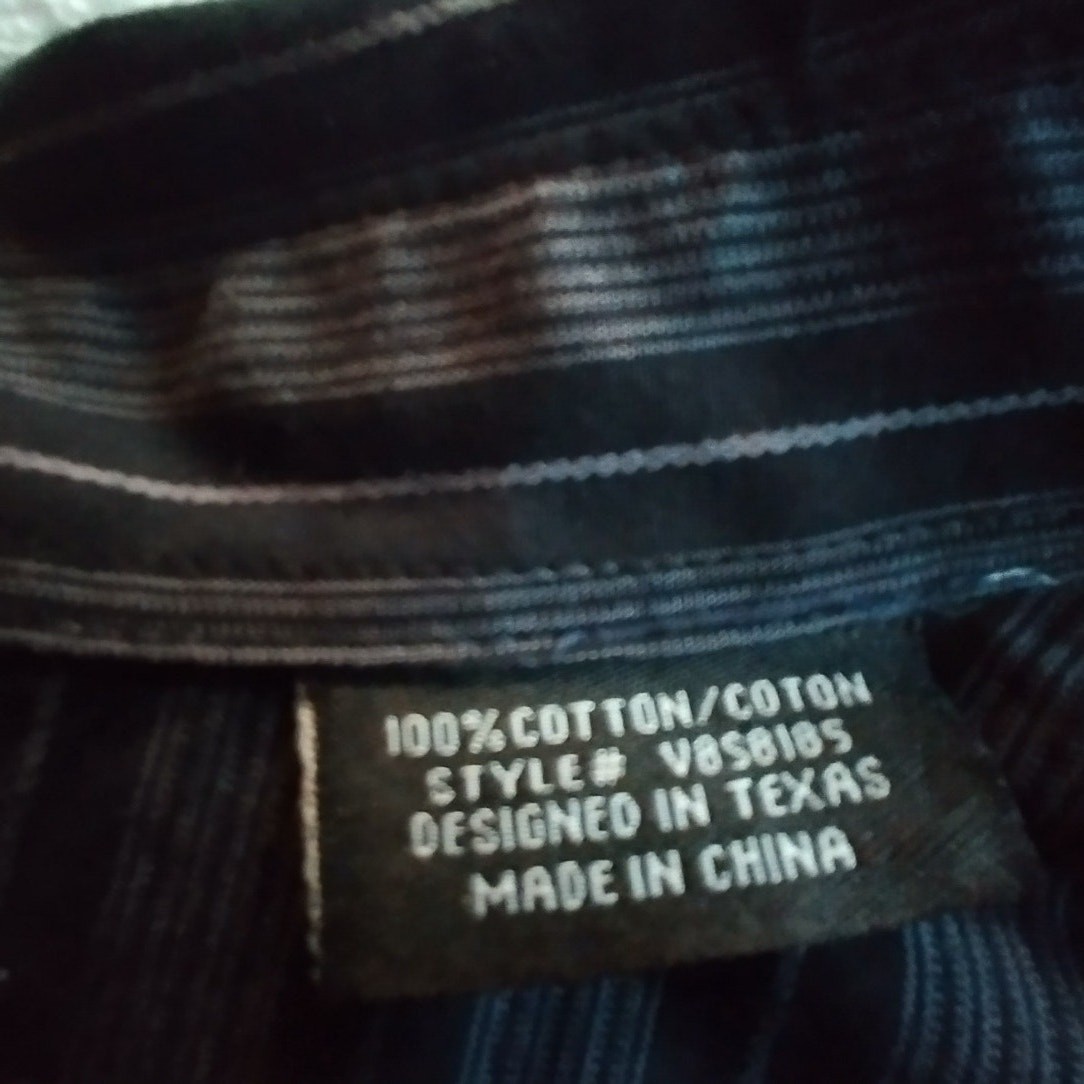 100% COTTON/COTON
STYLE# V8S8185
DESIGNED IN TEXAS
MADE IN CHINA